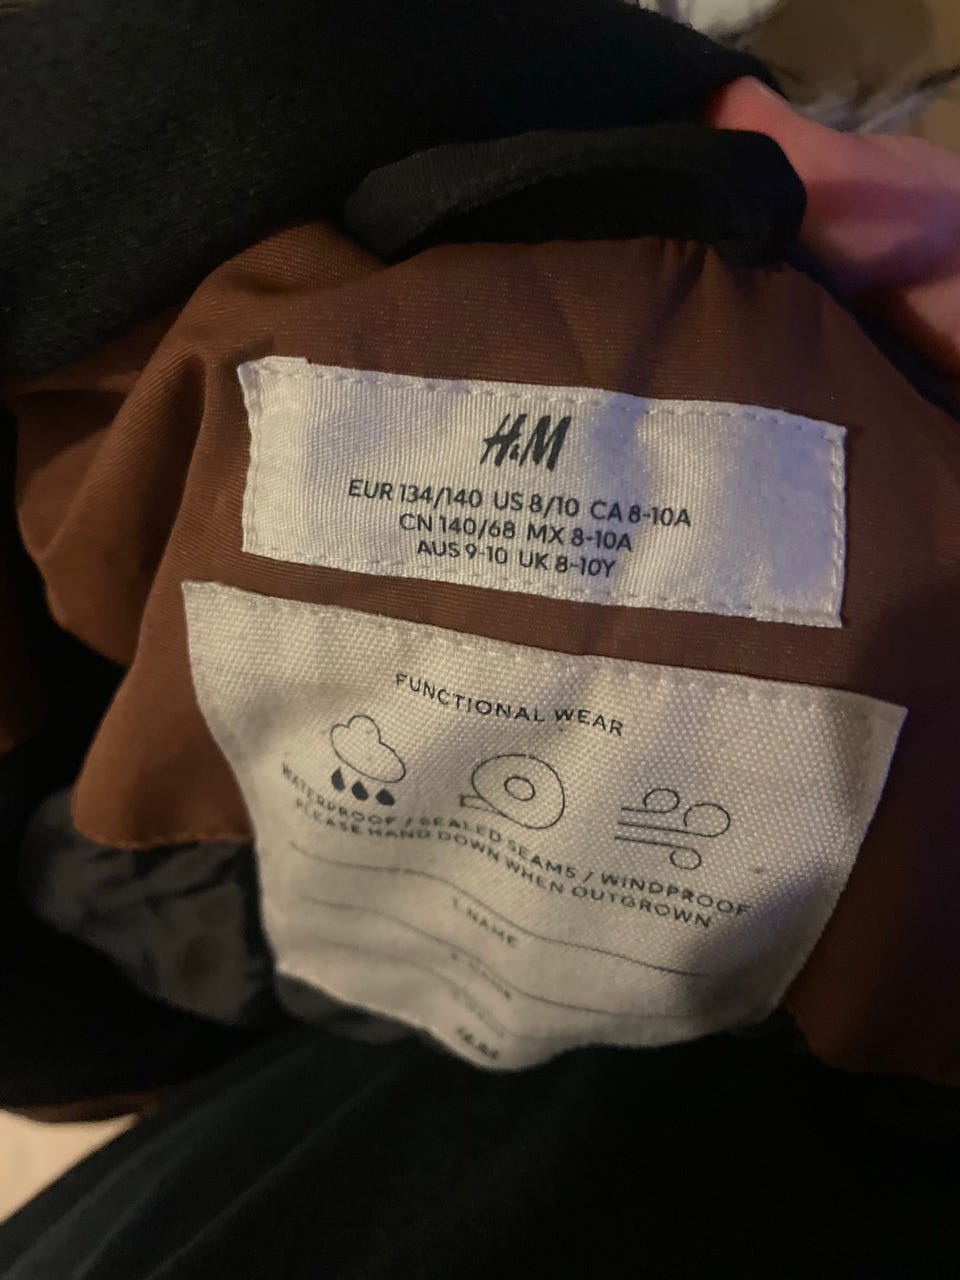 H&M
EUR 134/140 US 8/10 CA 8-10A
CN 140/68 MX 8-10A
AUS 9-10 UK 8-10Y
FUNCTIONAL WEAR
WATERPROOF / SEALED SEAMS / WINDPROOF
PLEASE HAND DOWN WHEN OUTGROWN
1. NAME